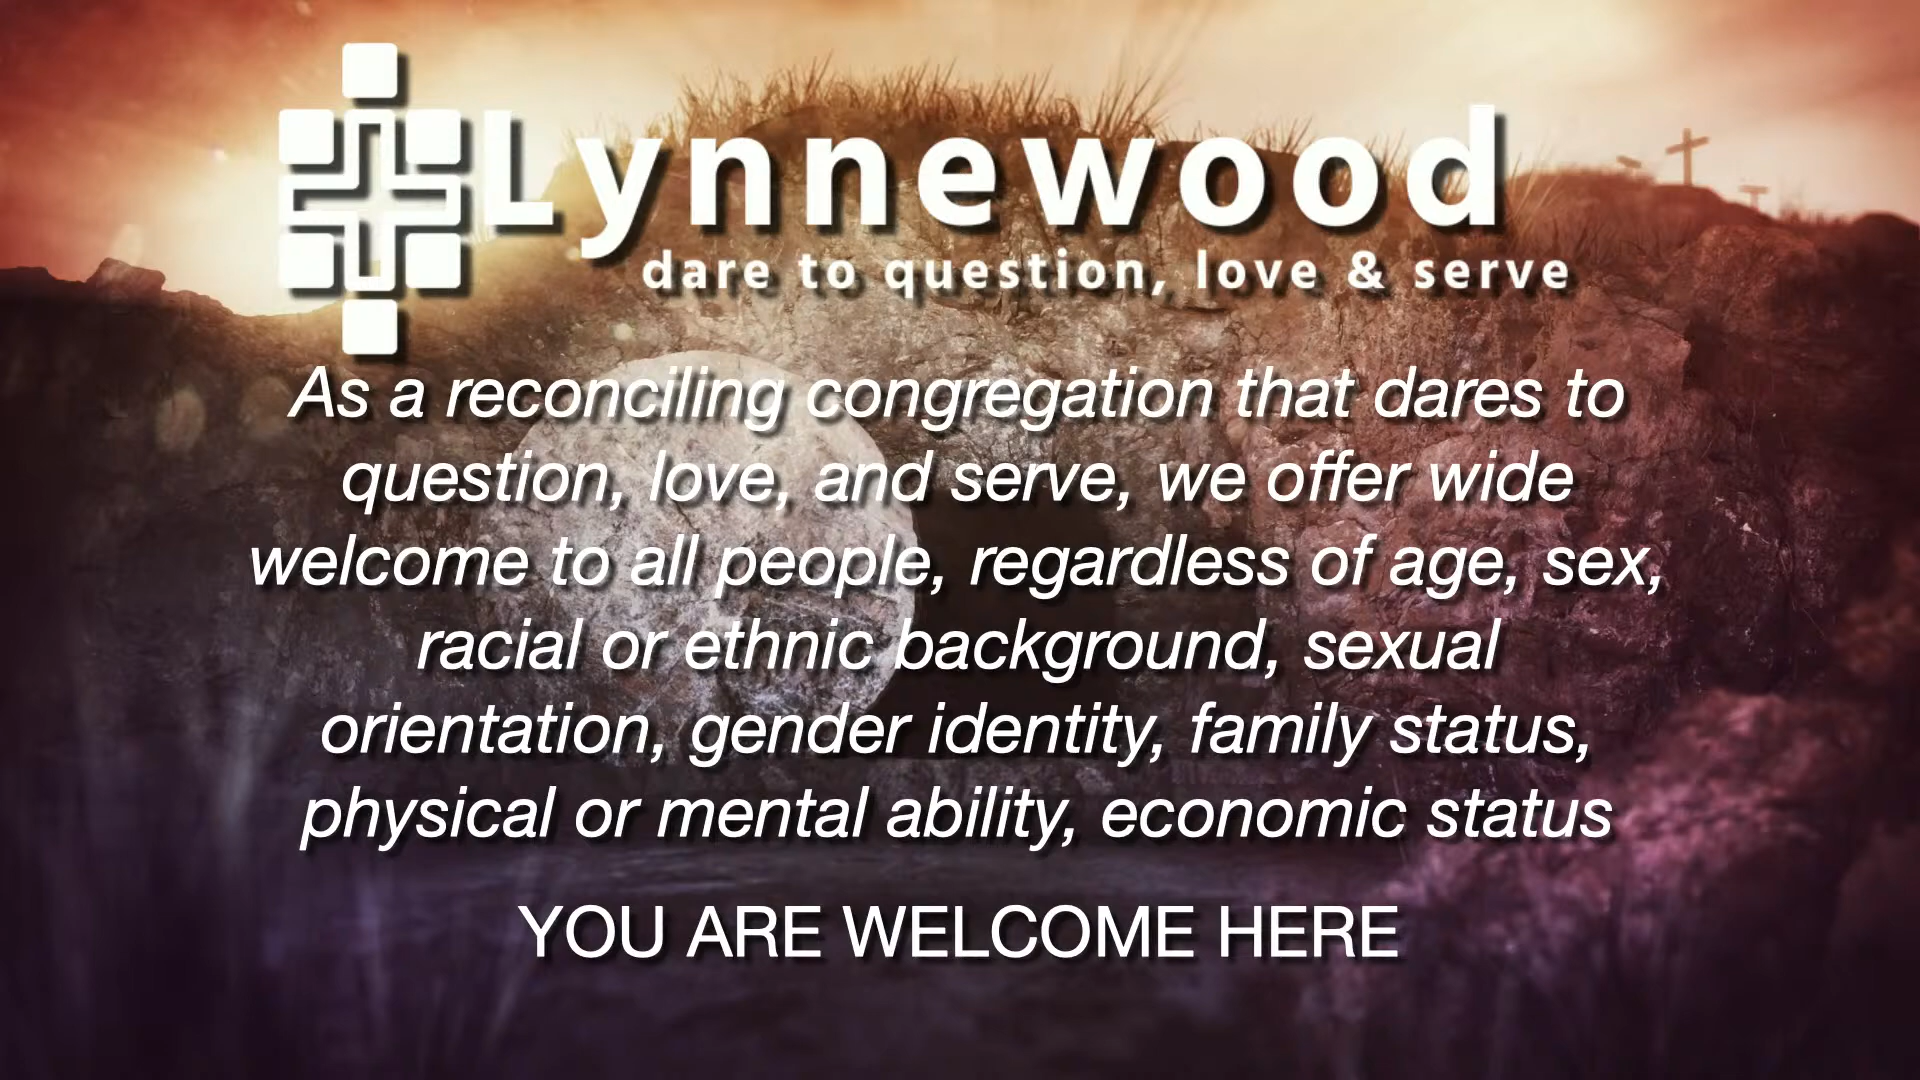 Lynnewood
dare to question, love & serve
As a reconciling congregation that dares to
question, love, and serve, we offer wide
welcome to all people, regardless of age, sex,
racial or ethnic background, sexual
orientation, gender identity, family status,
physical or mental ability, economic status
YOU ARE WELCOME HERE